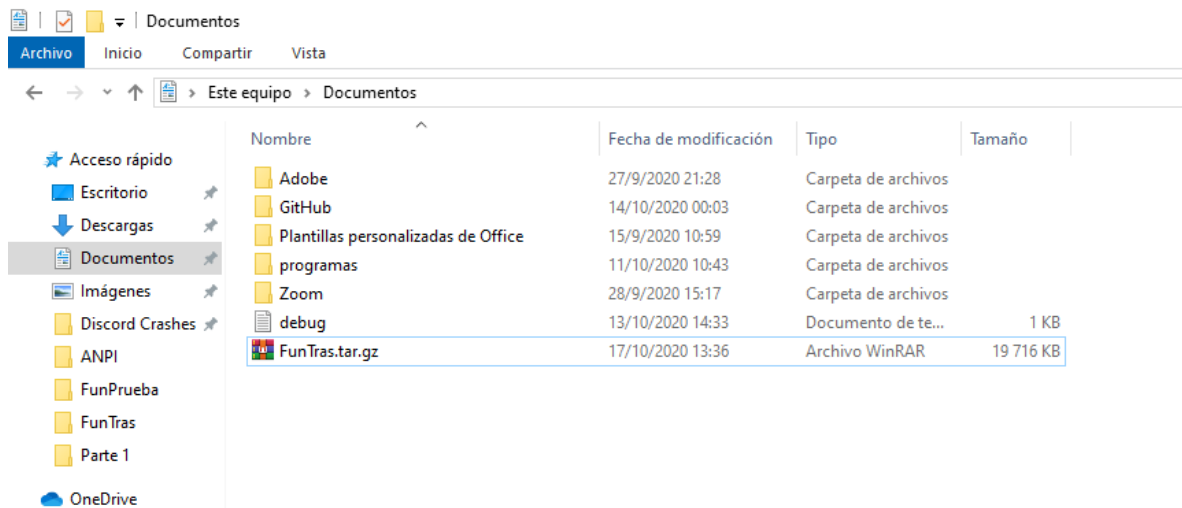 Documentos
Archivo Inicio Compartir Vista
Este equipo Documentos
Nombre Fecha de modificación Tipo Tamaño
Acceso rápido
Escritorio
Descargas
Documentos
Imágenes
Discord Crashes
ANPI
FunPrueba
FunTras
Parte 1
OneDrive
Adobe 27/9/2020 21:28 Carpeta de archivos
GitHub 14/10/2020 00:03 Carpeta de archivos
Plantillas personalizadas de Office 15/9/2020 10:59 Carpeta de archivos
programas 11/10/2020 10:43 Carpeta de archivos
Zoom 28/9/2020 15:17 Carpeta de archivos
debug 13/10/2020 14:33 Documento de te... 1 KB
FunTras.tar.gz 17/10/2020 13:36 Archivo WinRAR 19 716 KB